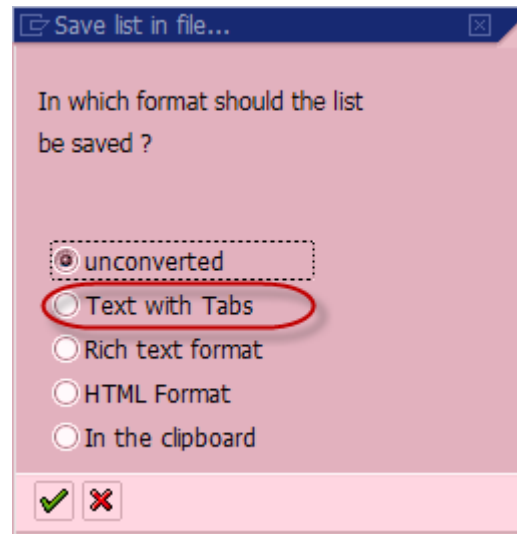 Save list in file...
In which format should the list
be saved ?
unconverted
Text with Tabs
Rich text format
HTML Format
In the clipboard